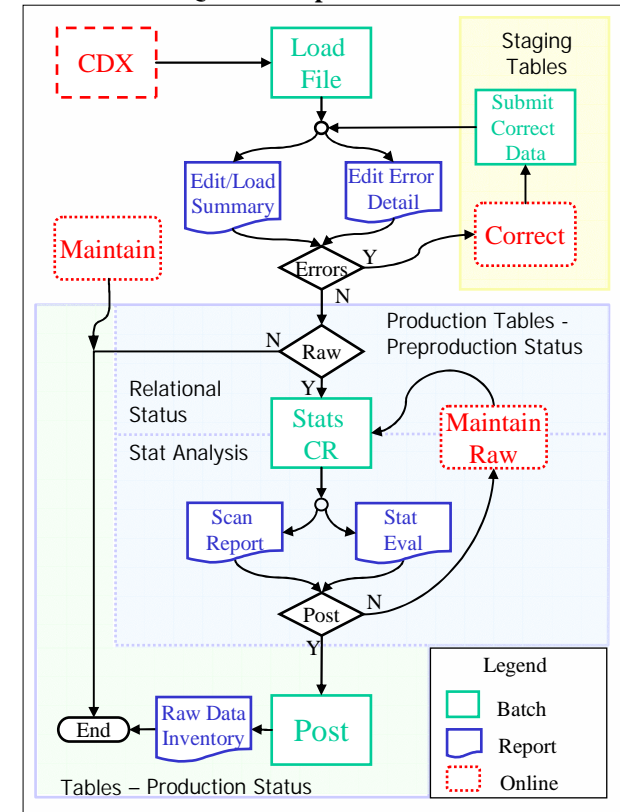 CDX
Load
File
Staging
Tables
Submit
Correct
Data
Edit/Load
Summary
Edit Error
Detail
Maintain
Correct
Errors
Y
N
Production Tables -
Preproduction Status
N
Raw
Y
Relational
Status
Stats
CR
Maintain
Raw
Stat Analysis
Scan
Report
Stat
Eval
Post
N
Y
Legend
Batch
Report
Online
End
Raw Data
Inventory
Post
Tables – Production Status